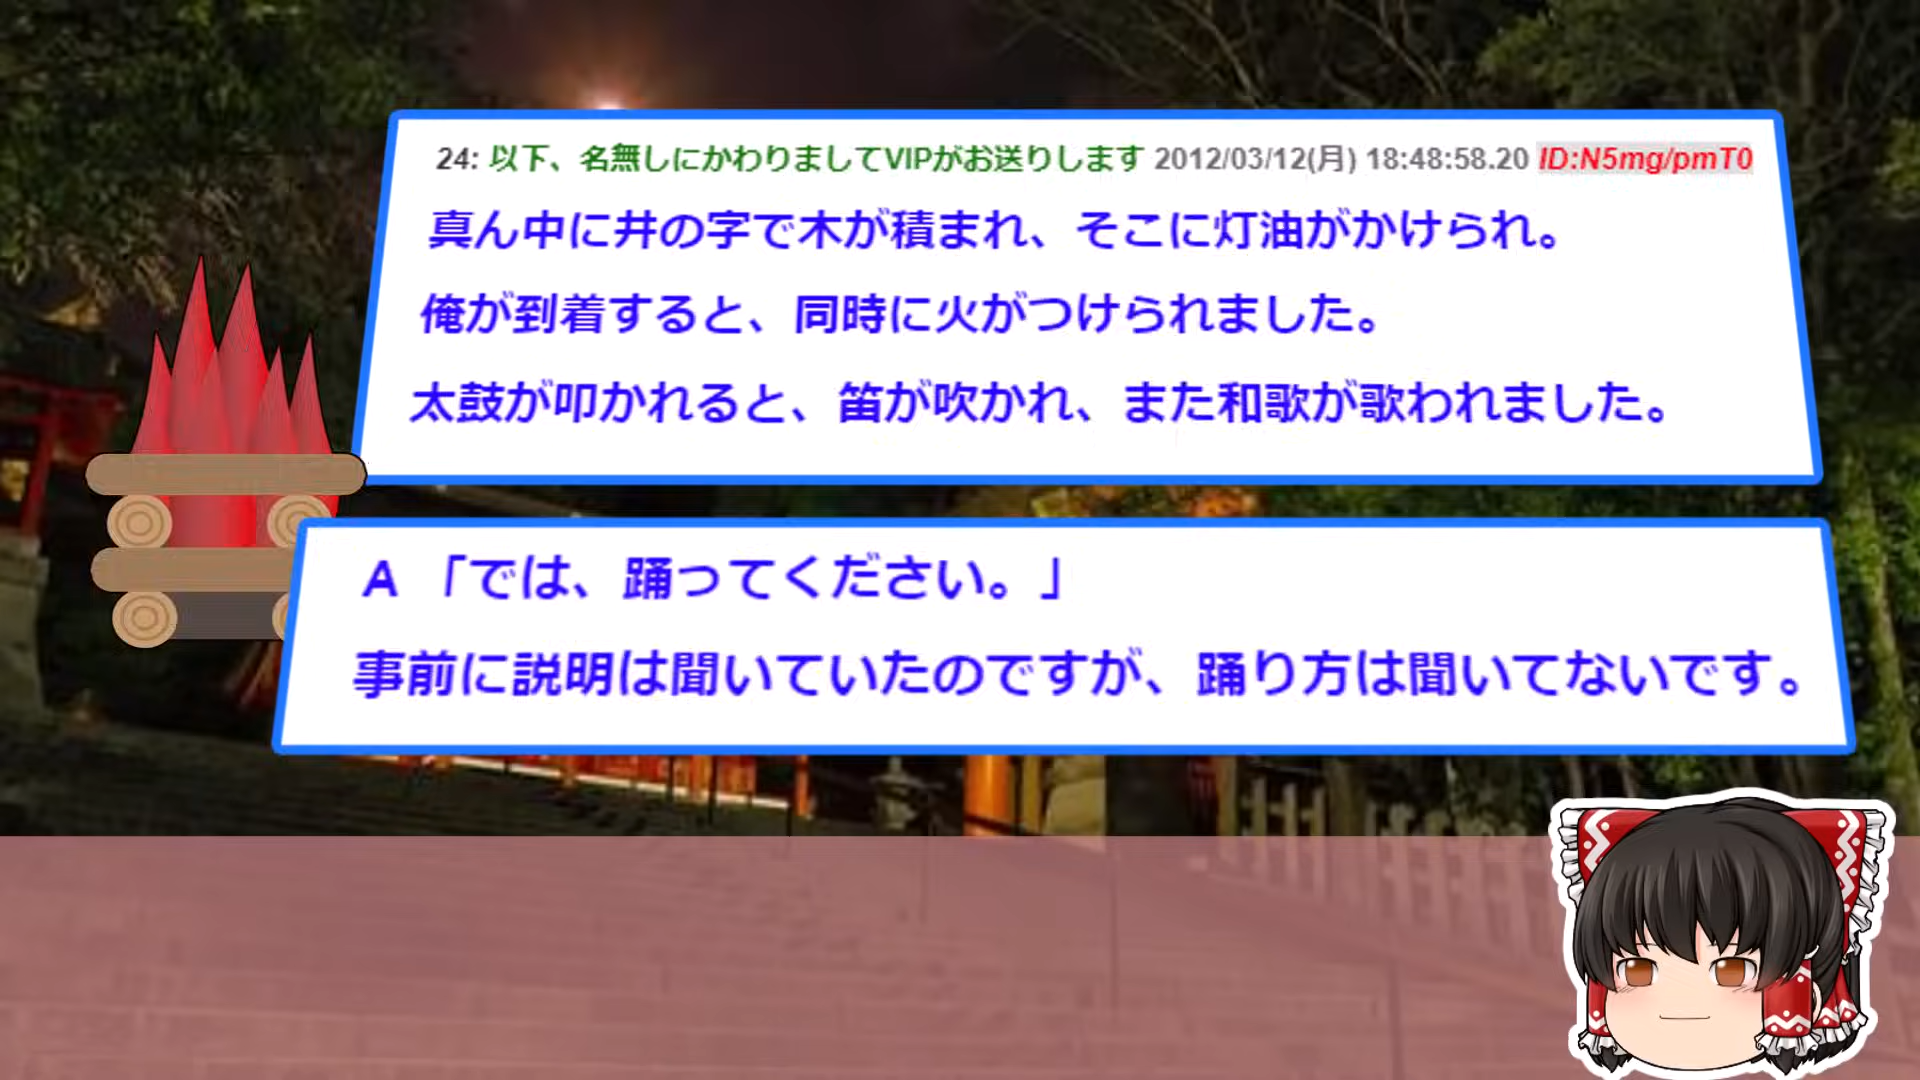 24: 以下、名無しにかわりましてVIPがお送りします 2012/03/12(月) 18:48:58.20 ID:N5mg/pmT0
真ん中に井の字で木が積まれ、そこに灯油がかけられ。
俺が到着すると、同時に火がつけられました。
太鼓が叩かれると、笛が吹かれ、また和歌が歌われました。
A 「では、踊ってください。」
事前に説明は聞いていたのですが、踊り方は聞いてないです。